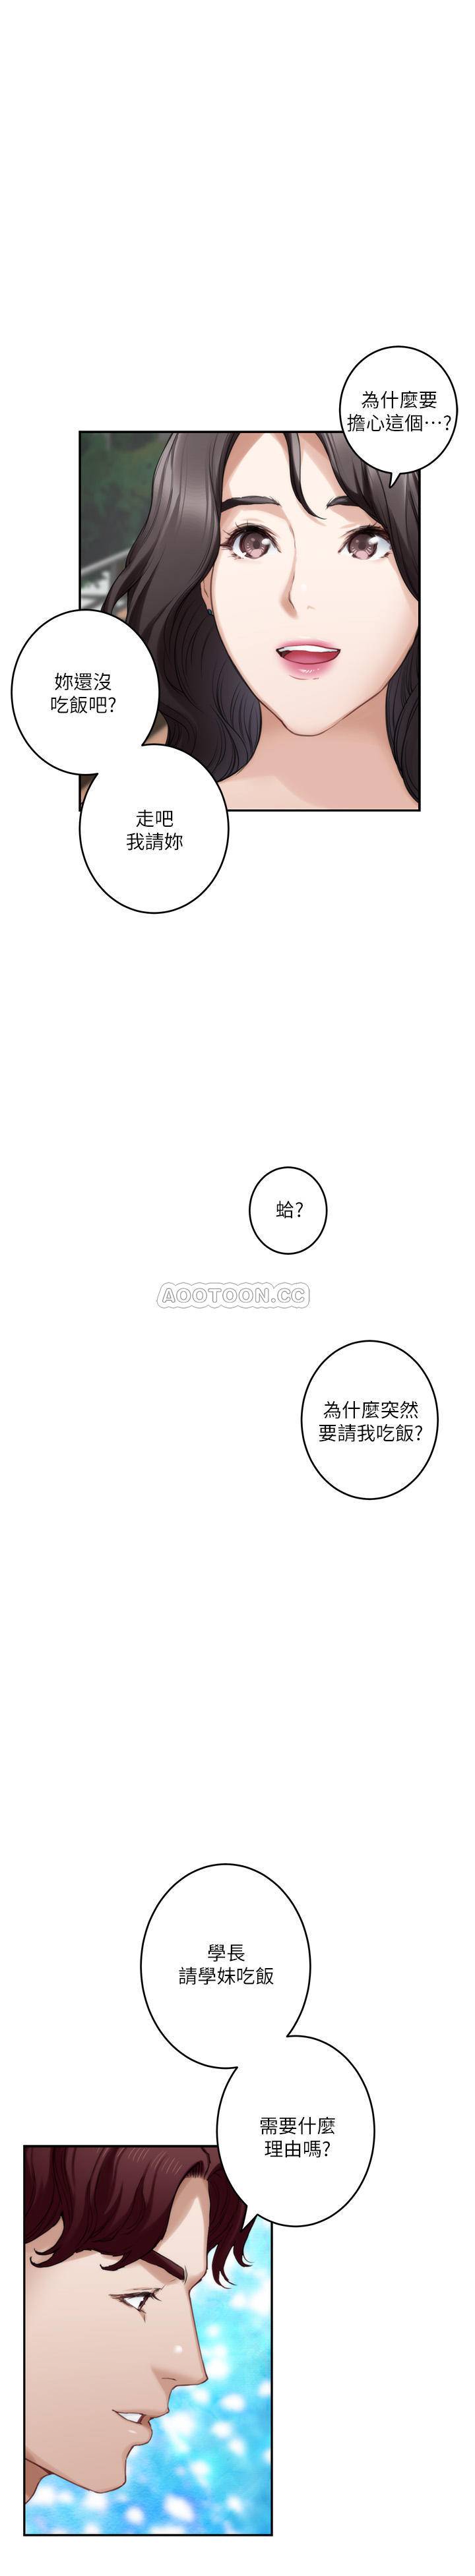 為什麼要
擔心這個…?
妳還沒
吃飯吧?
走吧
我請妳
蛤?
AOOTOON.CC
為什麼突然
要請我吃飯?
學長
請學妹吃飯
需要什麼
理由嗎?